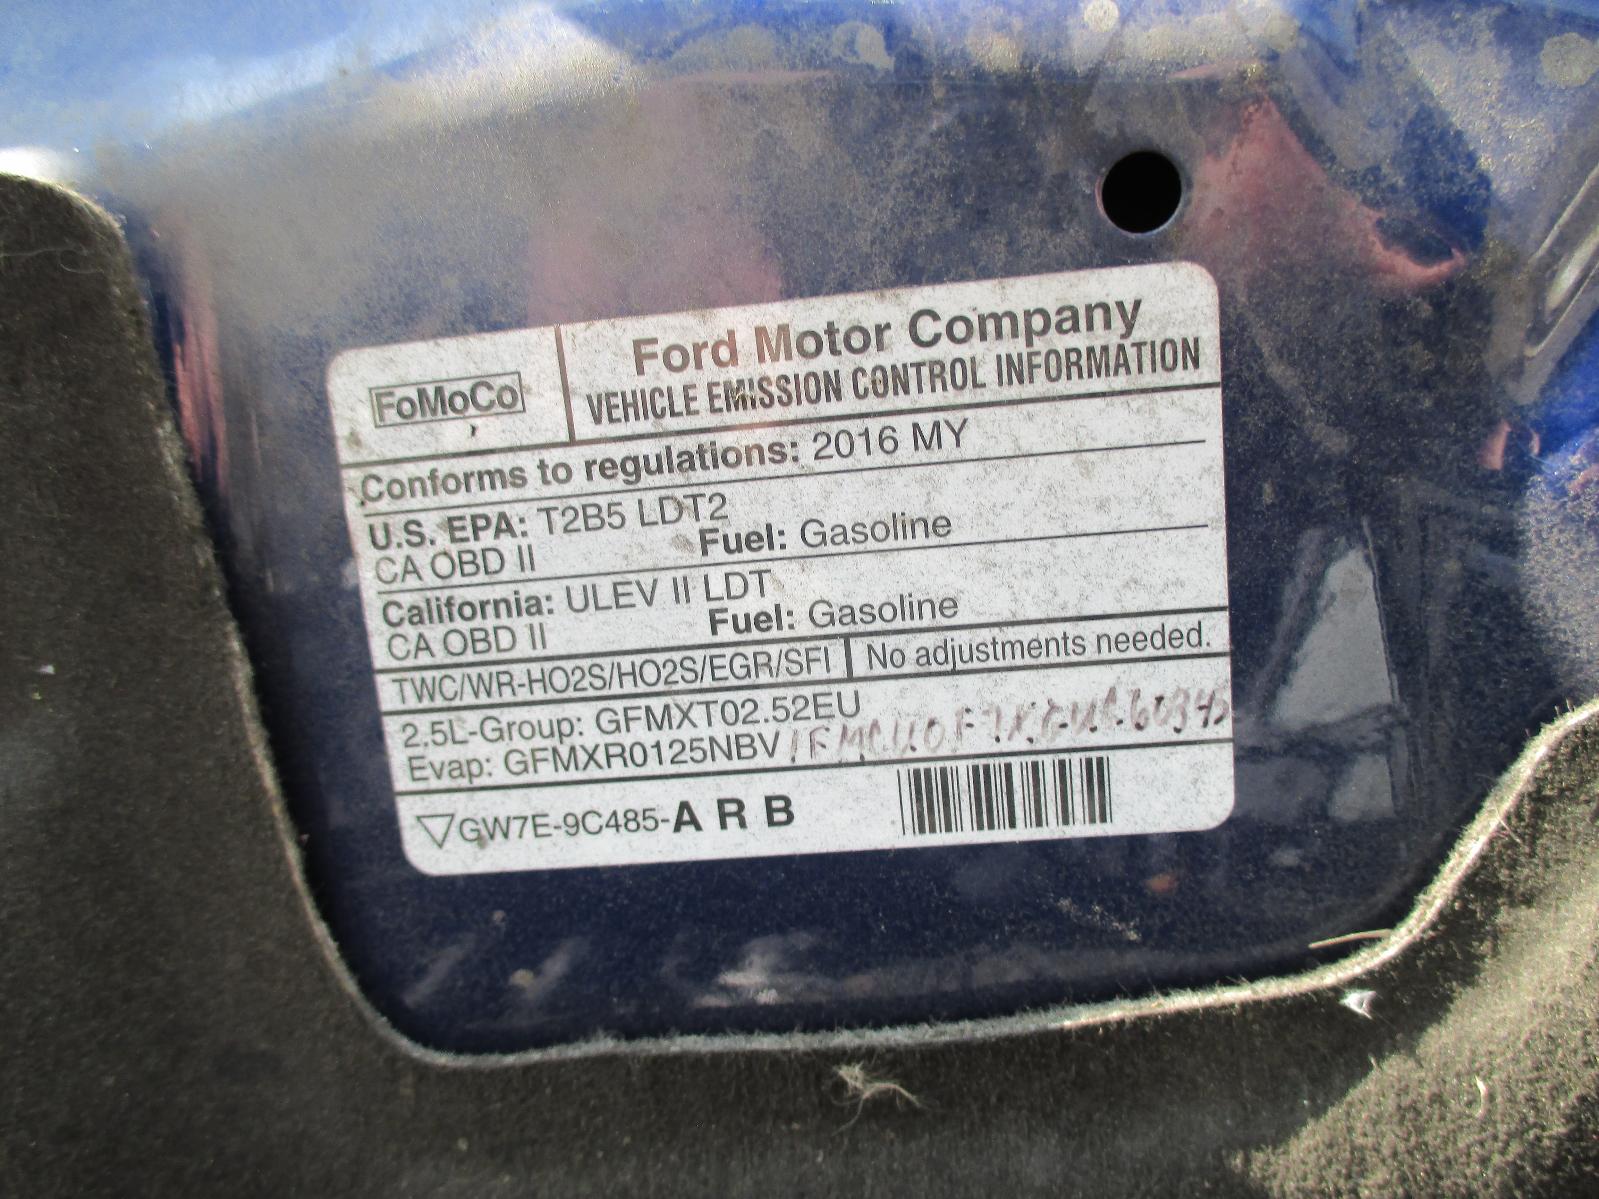 FoMoCo
Ford Motor Company
VEHICLE EMISSION CONTROL INFORMATION
Conforms to regulations: 2016 MY
U.S. EPA: T2B5 LDT2
CA OBD II Fuel: Gasoline
California: ULEV II LDT
CA OBD II Fuel: Gasoline
TWC/WR-HO2S/HO2S/EGR/SFI No adjustments needed.
2.5L-Group: GFMXT02.52EU
Evap: GFMXR0125NBV
▽GW7E-9C485-A R B